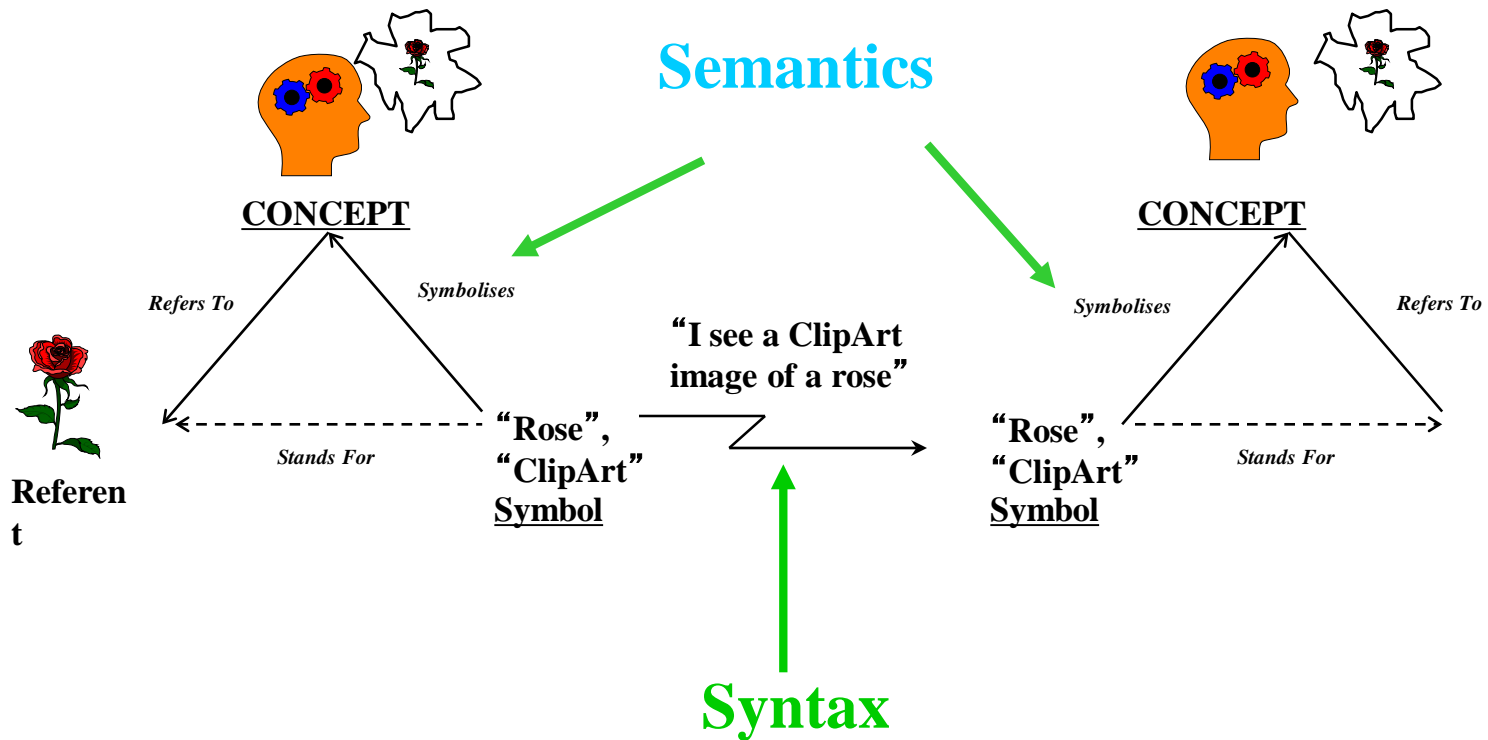 Semantics
CONCEPT
CONCEPT
Refers To
Symbolises
Symbolises
Refers To
“I see a ClipArt
image of a rose”
“Rose”,
“ClipArt”
Symbol
Stands For
Referen
t
“Rose”,
“ClipArt”
Symbol
Stands For
Syntax